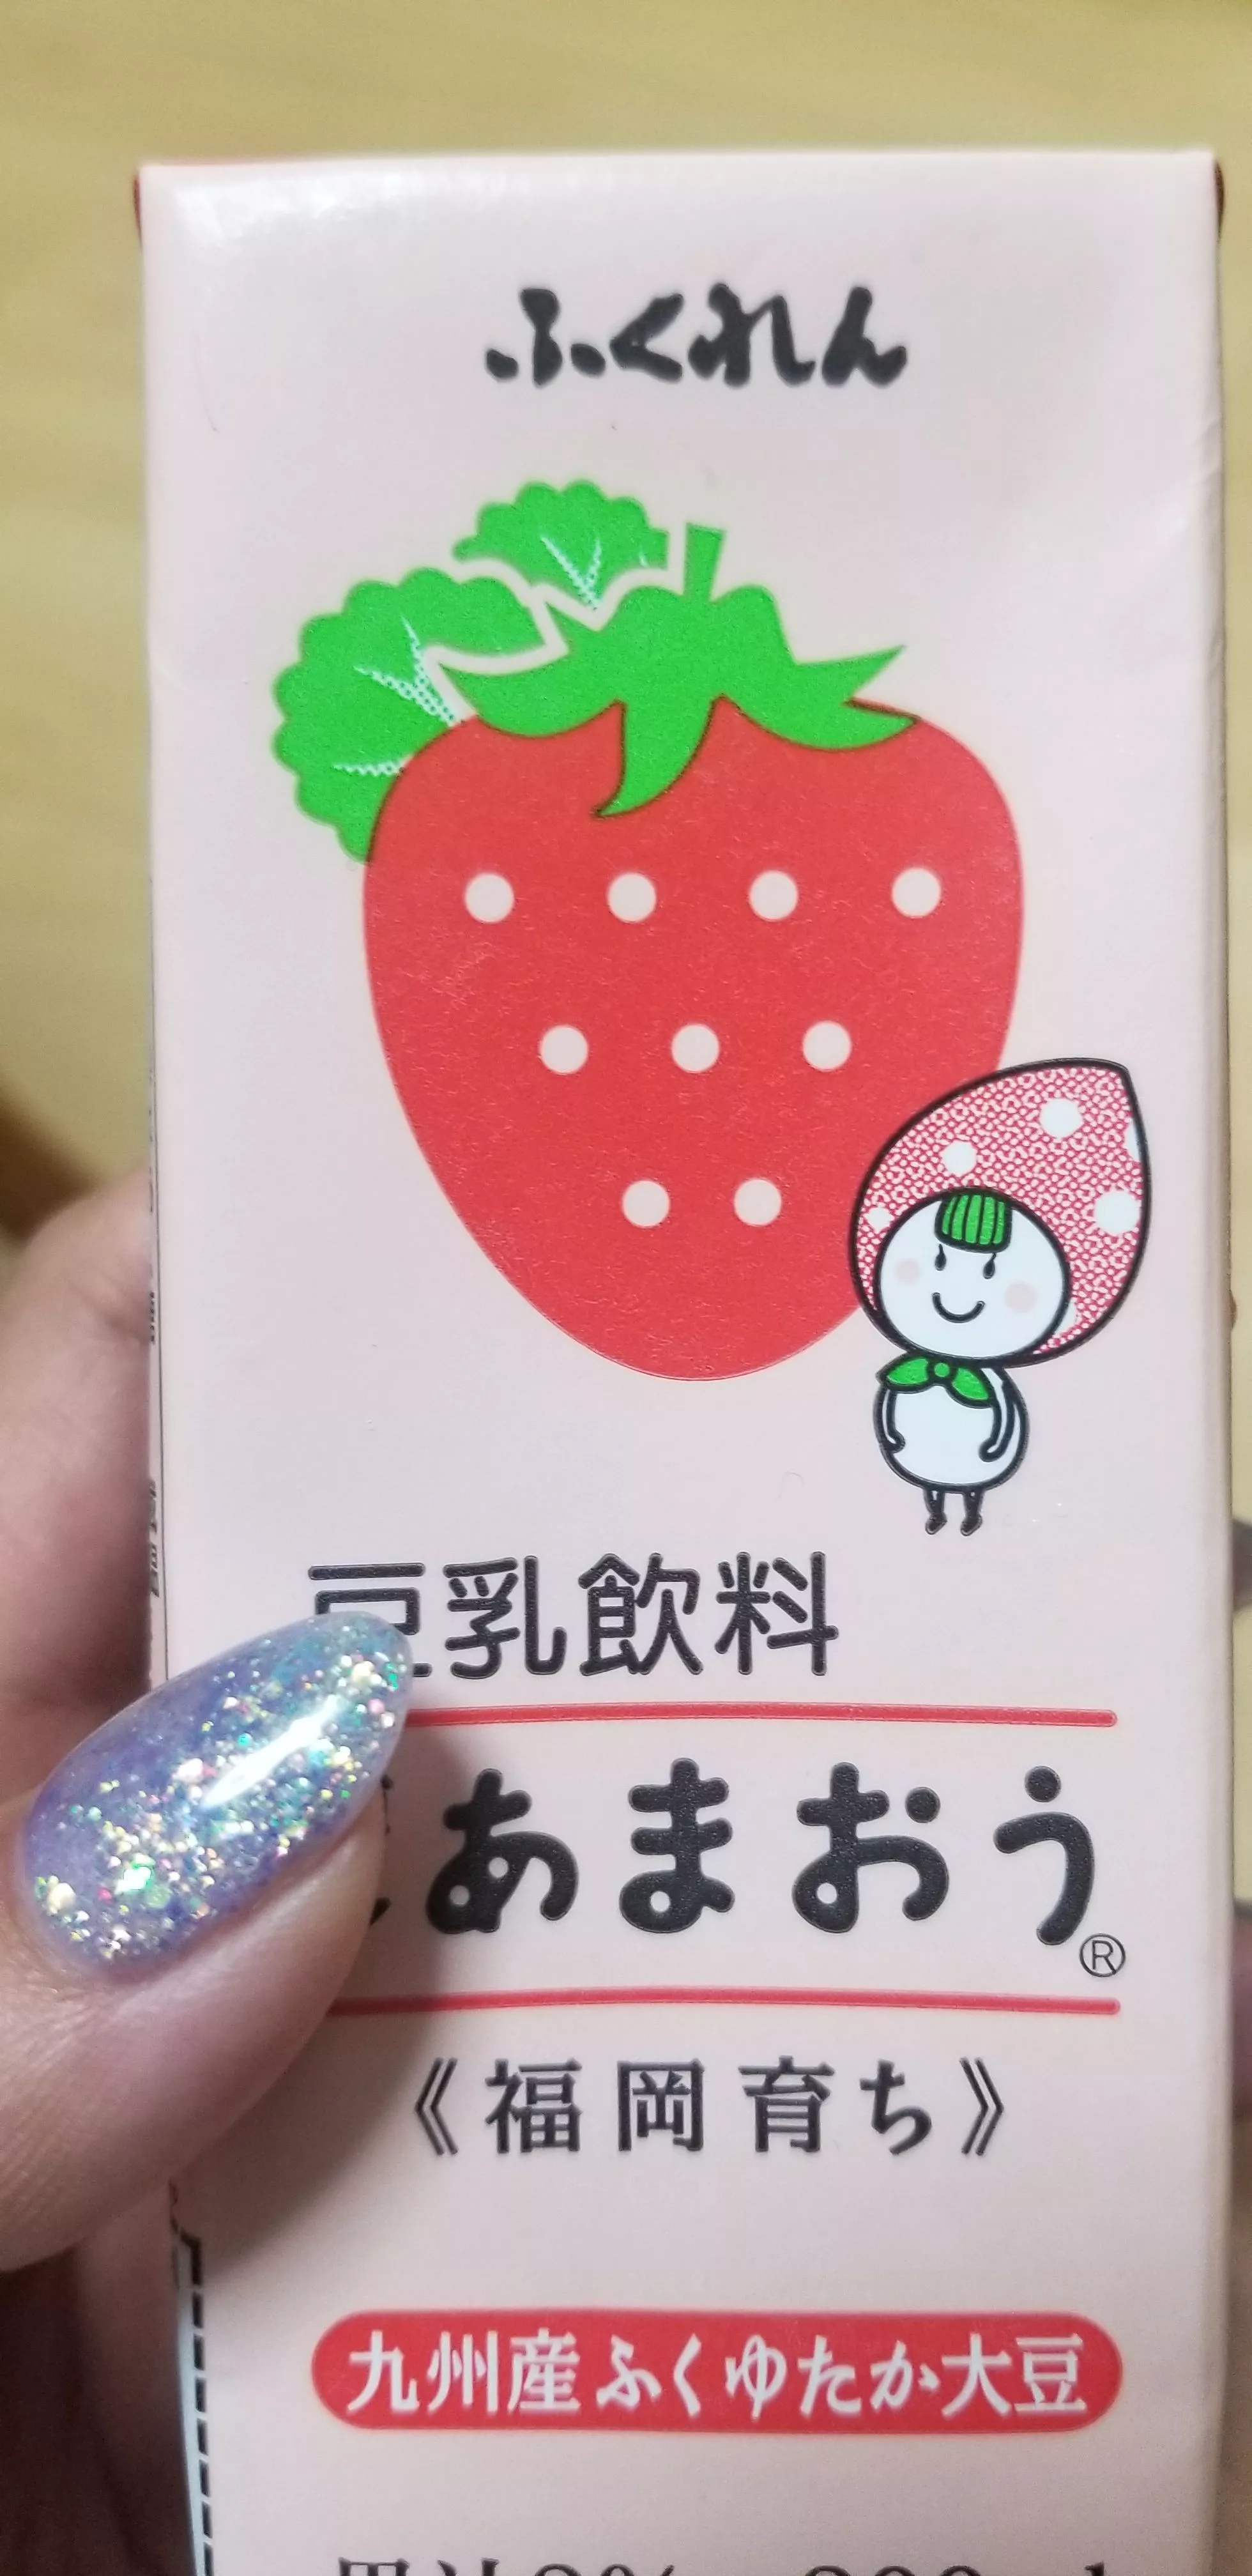 ふくれん
豆乳飲料
あまおう®
《福岡育ち》
九州産ふくゆたか大豆